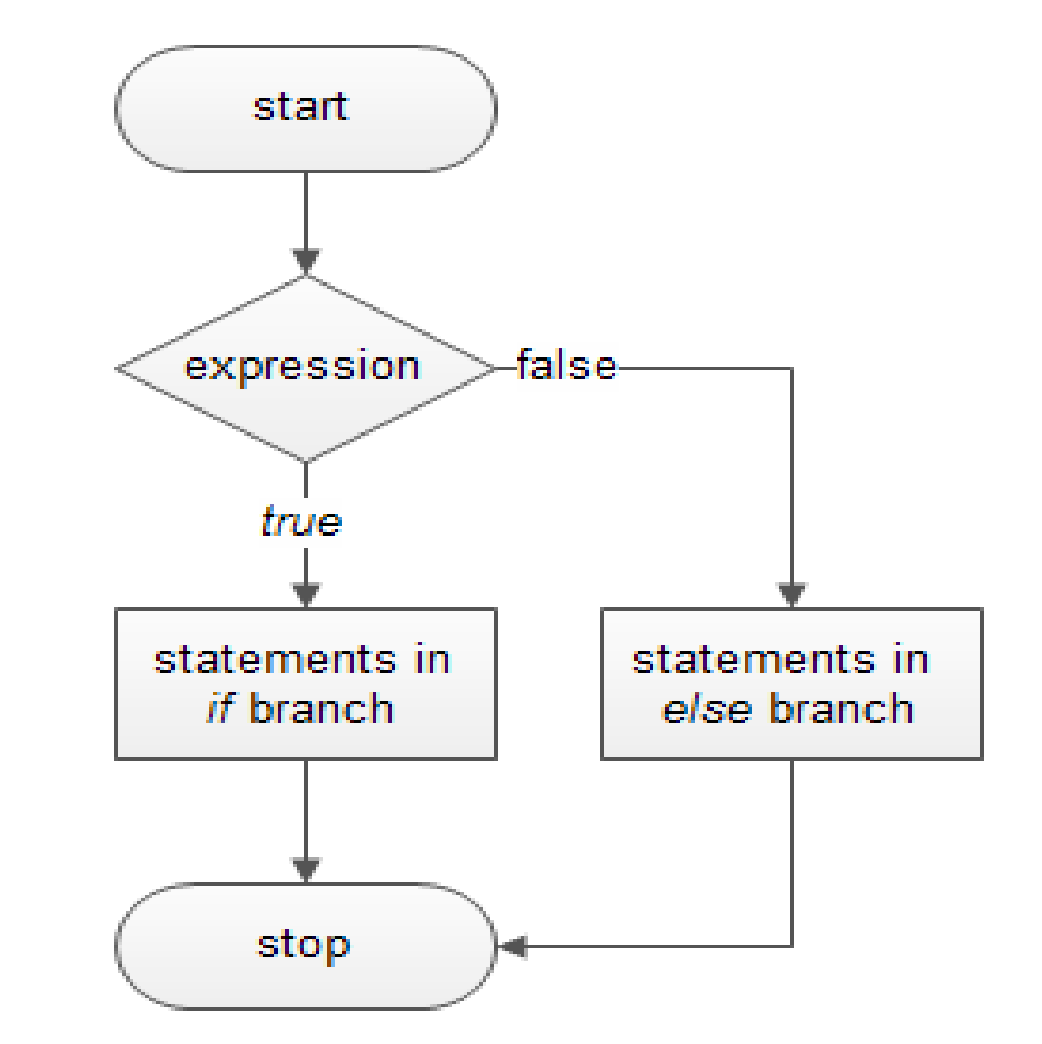 start
expression
false
true
statements in
if branch
statements in
else branch
stop